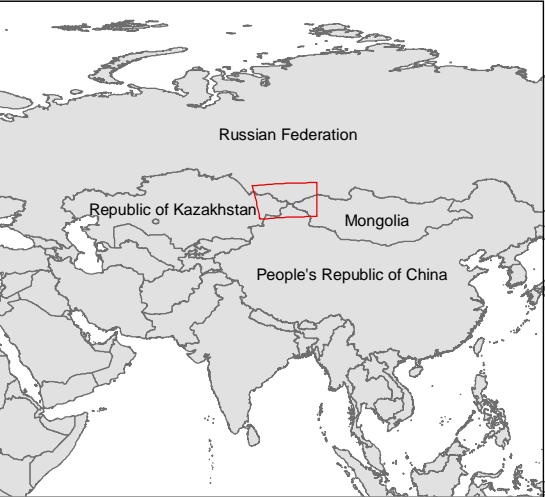 Russian Federation
Republic of Kazakhstan
Mongolia
People's Republic of China